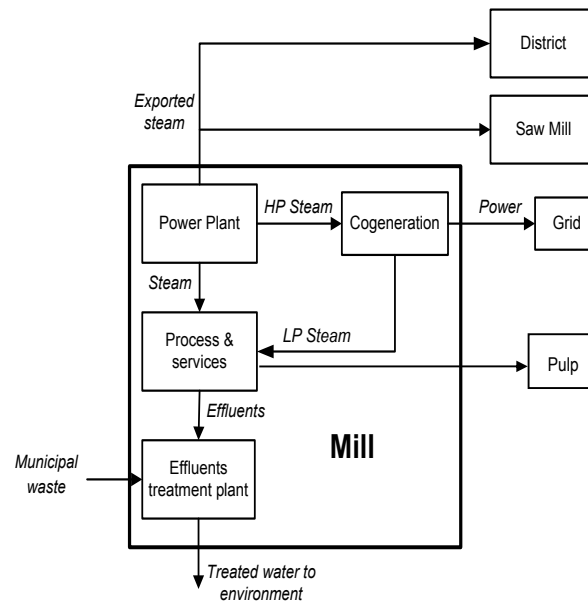 District
Exported
steam
Saw Mill
Power Plant
HP Steam
Cogeneration
Power
Grid
Steam
Process &
services
LP Steam
Pulp
Effluents
Mill
Municipal
waste
Effluents
treatment plant
Treated water to
environment